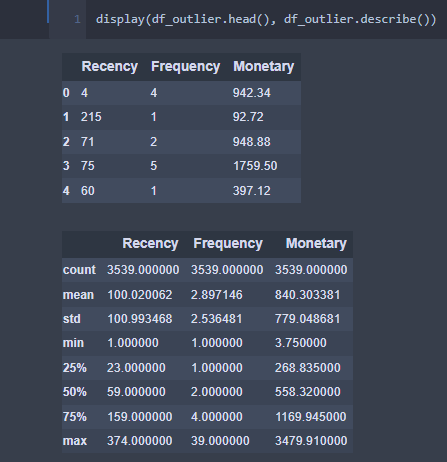 1 display(df_outlier.head(), df_outlier.describe())
Recency Frequency Monetary
0 4 4 942.34
1 215 1 92.72
2 71 2 948.88
3 75 5 1759.50
4 60 1 397.12
Recency Frequency Monetary
count 3539.000000 3539.000000 3539.000000
mean 100.020062 2.897146 840.303381
std 100.993468 2.536481 779.048681
min 1.000000 1.000000 3.750000
25% 23.000000 1.000000 268.835000
50% 59.000000 2.000000 558.320000
75% 159.000000 4.000000 1169.945000
max 374.000000 39.000000 3479.910000